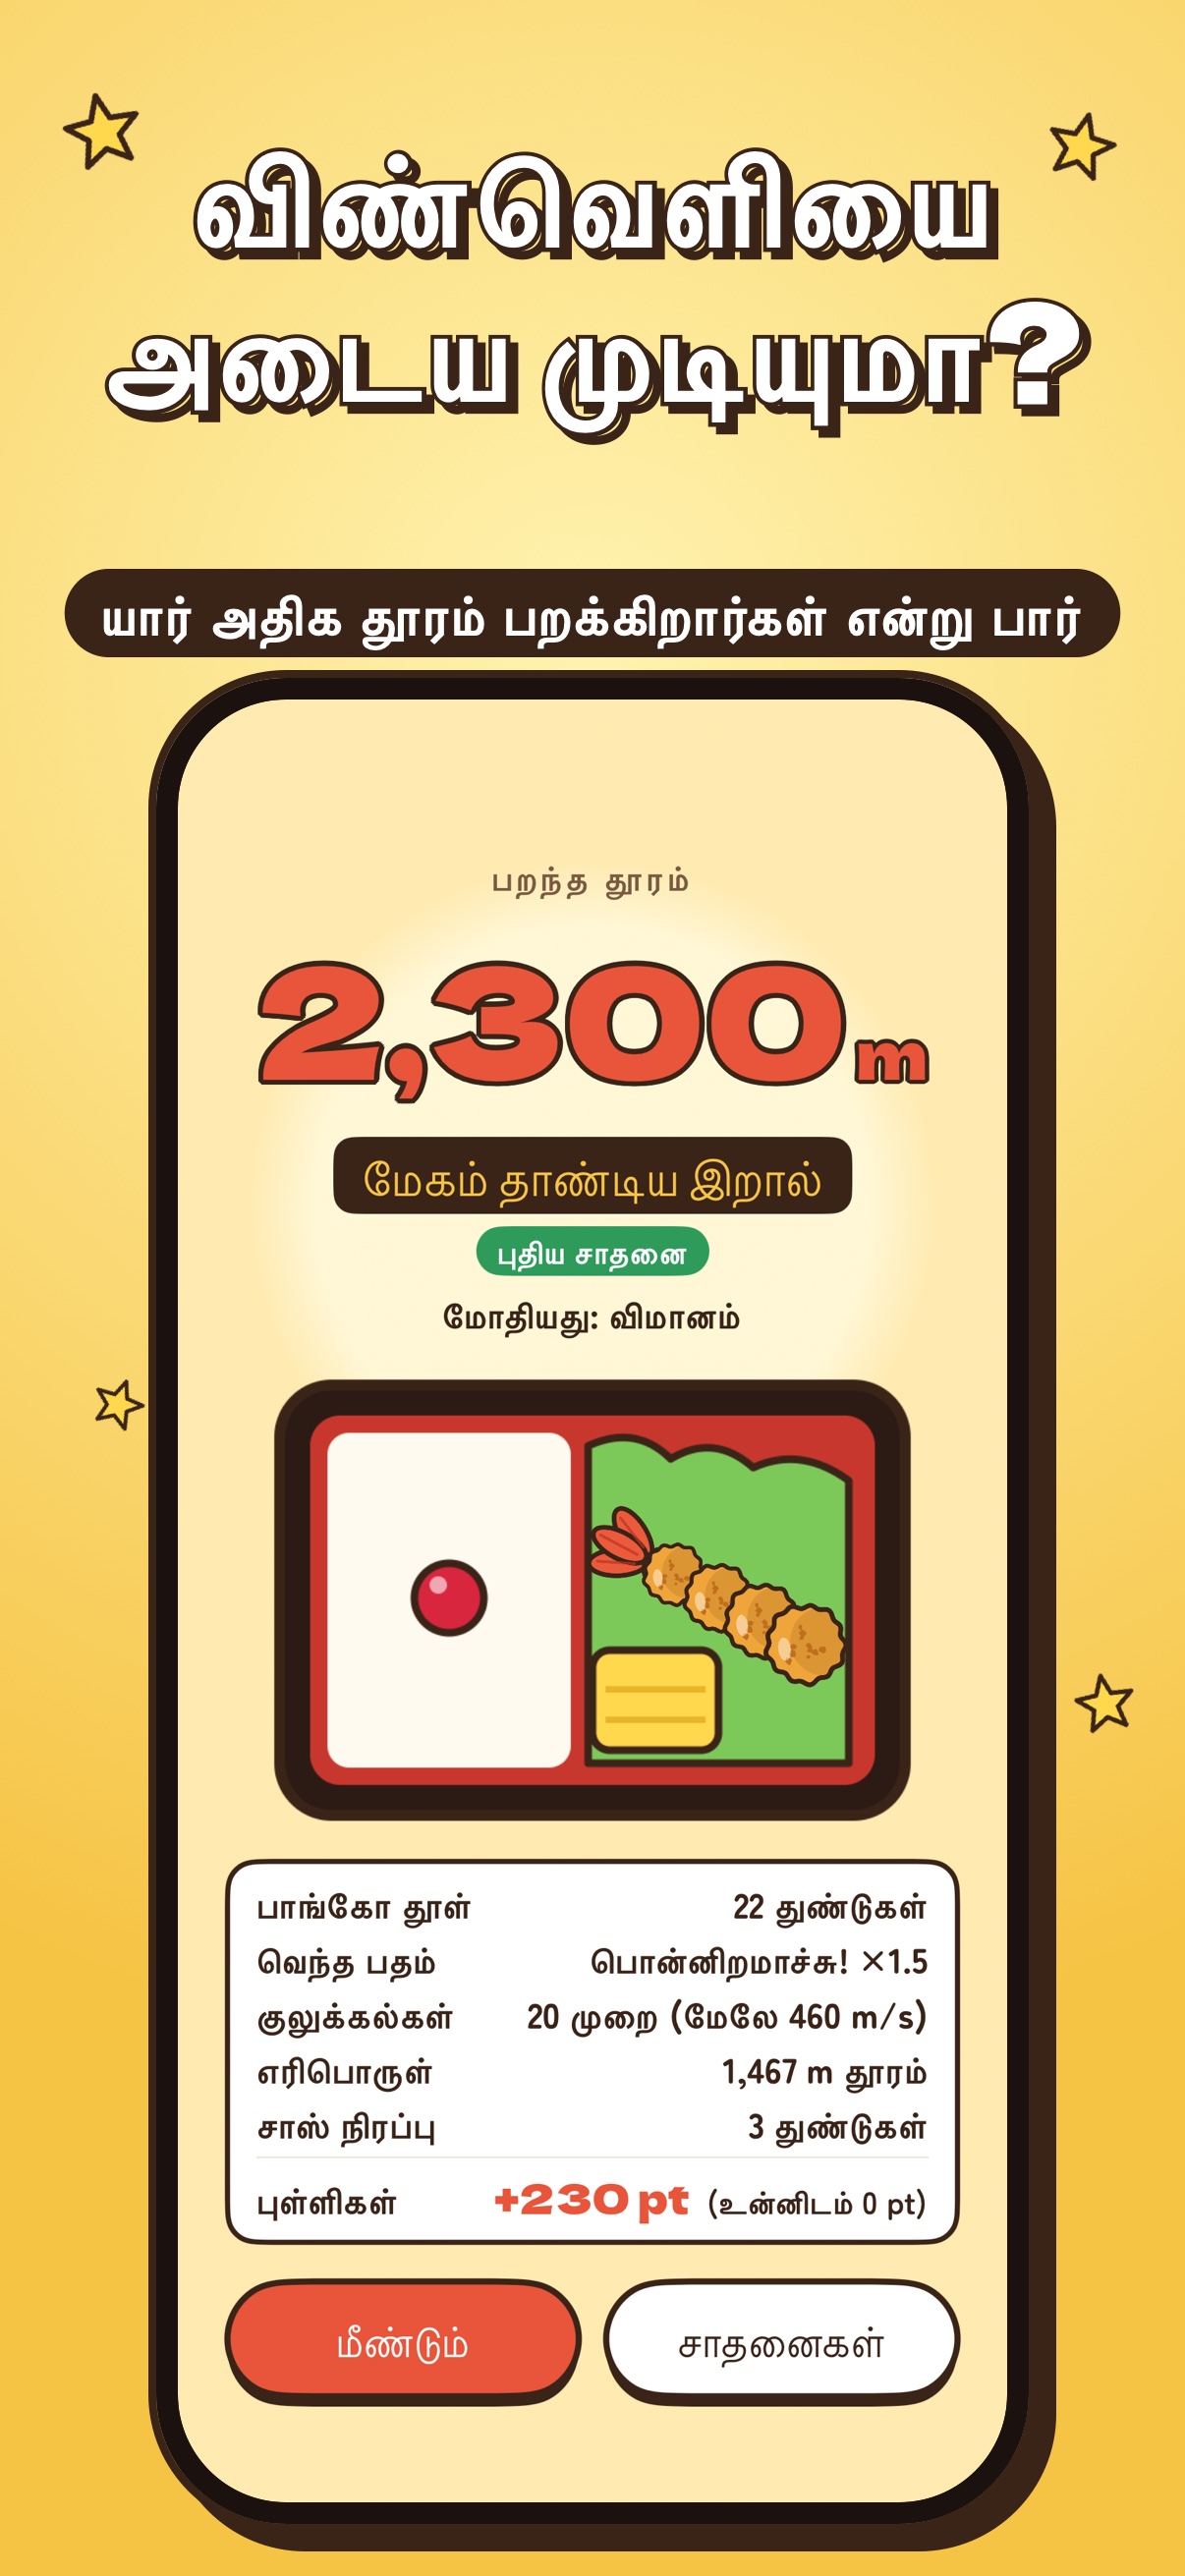 விண்வெளியை
அடைய முடியுமா?
யார் அதிக தூரம் பறக்கிறார்கள் என்று பார்
பறந்த தூரம்
2,300 m
மேகம் தாண்டிய இறால்
புதிய சாதனை
மோதியது: விமானம்
பாங்கோ தூள் 22 துண்டுகள்
வெந்த பதம் பொன்னிறமாச்சு! ×1.5
குலுக்கல்கள் 20 முறை (மேலே 460 m/s)
எரிபொருள் 1,467 m தூரம்
சாஸ் நிரப்பு 3 துண்டுகள்
புள்ளிகள் +230 pt (உன்னிடம் 0 pt)
மீண்டும் சாதனைகள்